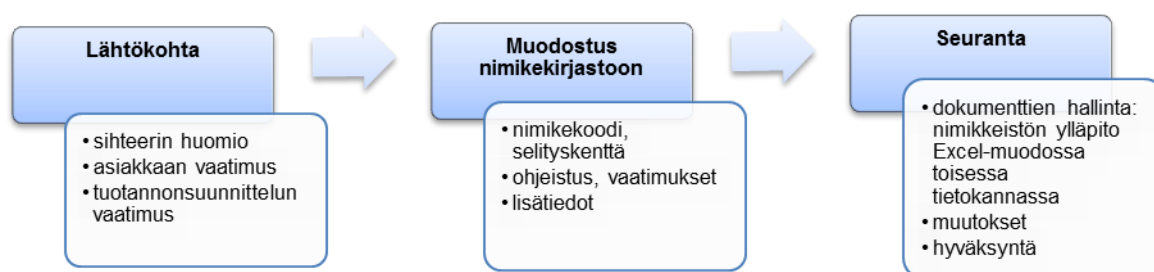 Lähtökohta
• sihteerin huomio
• asiakkaan vaatimus
• tuotannonsuunnittelun
vaatimus
Muodostus
nimikekirjastoon
• nimikekoodi,
selityskenttä
• ohjeistus, vaatimukset
• lisätiedot
Seuranta
• dokumenttien hallinta:
nimikkeistön ylläpito
Excel-muodossa
toisessa
tietokannassa
• muutokset
• hyväksyntä